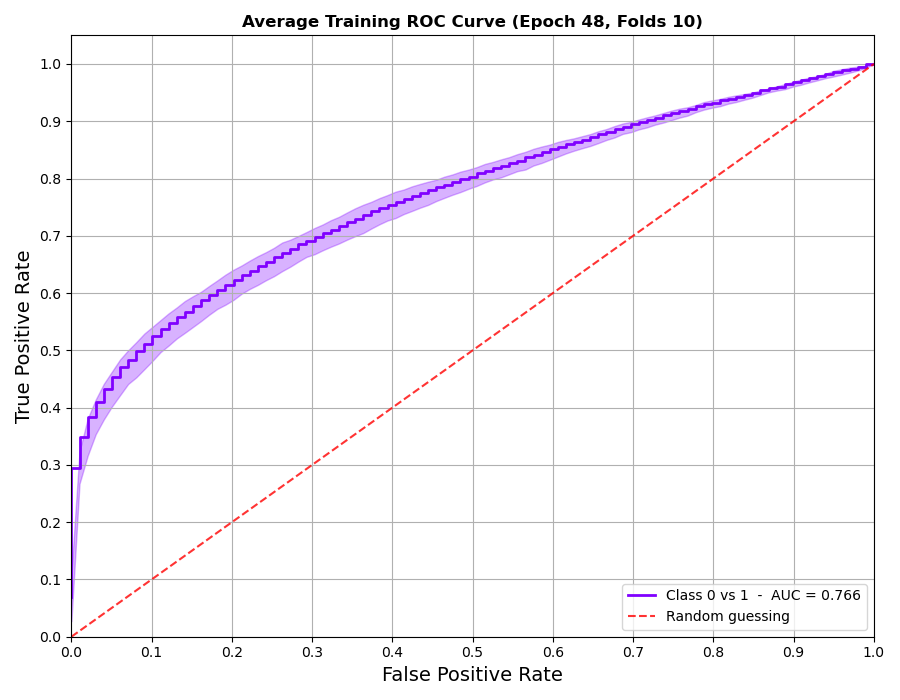 Average Training ROC Curve (Epoch 48, Folds 10)
True Positive Rate
1.0
0.9
0.8
0.7
0.6
0.5
0.4
0.3
0.2
0.1
0.0
Class 0 vs 1 - AUC = 0.766
Random guessing
0.0 0.1 0.2 0.3 0.4 0.5 0.6 0.7 0.8 0.9 1.0
False Positive Rate